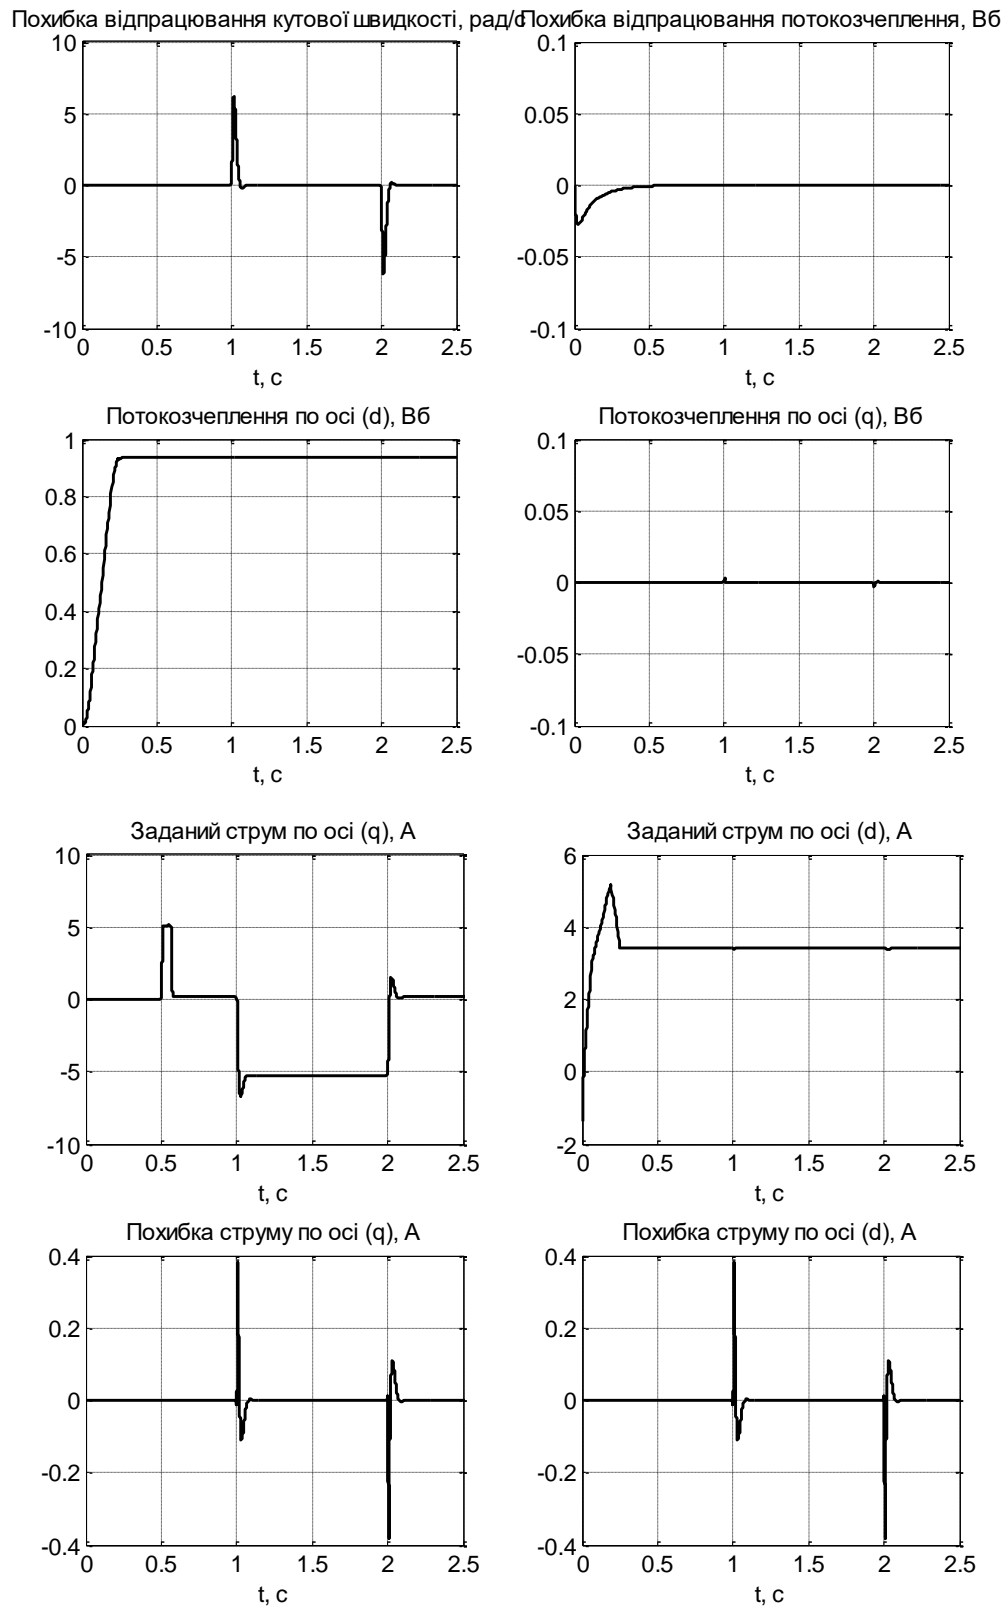 Похибка відпрацювання кутової швидкості, рад/с
Похибка відпрацювання потокозчеплення, Вб
10
5
0
-5
-10
0 0.5 1 1.5 2 2.5
t, с
0.1
0.05
0
-0.05
-0.1
0 0.5 1 1.5 2 2.5
t, с
Потокозчеплення по осі (d), Вб
1
0.8
0.6
0.4
0.2
0
0 0.5 1 1.5 2 2.5
t, с
Потокозчеплення по осі (q), Вб
0.1
0.05
0
-0.05
-0.1
0 0.5 1 1.5 2 2.5
t, с
Заданий струм по осі (q), А
10
5
0
-5
-10
0 0.5 1 1.5 2 2.5
t, с
Заданий струм по осі (d), А
6
4
2
0
-2
0 0.5 1 1.5 2 2.5
t, с
Похибка струму по осі (q), А
0.4
0.2
0
-0.2
-0.4
0 0.5 1 1.5 2 2.5
t, с
Похибка струму по осі (d), А
0.4
0.2
0
-0.2
-0.4
0 0.5 1 1.5 2 2.5
t, с